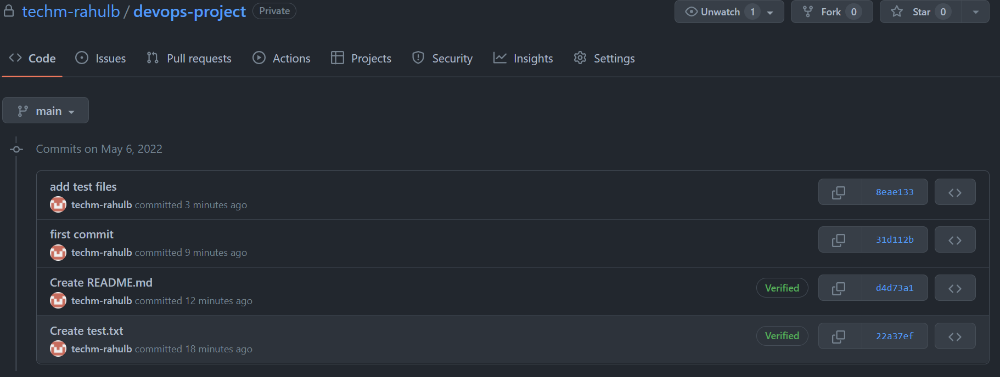 techm-rahulb / devops-project Private Unwatch 1 Fork 0 Star 0
Code Issues Pull requests Actions Projects Security Insights Settings
main
Commits on May 6, 2022
add test files
techm-rahulb committed 3 minutes ago
8eae133
first commit
techm-rahulb committed 9 minutes ago
31d112b
Create README.md
techm-rahulb committed 12 minutes ago
Verified d4d73a1
Create test.txt
techm-rahulb committed 18 minutes ago
Verified 22a37ef